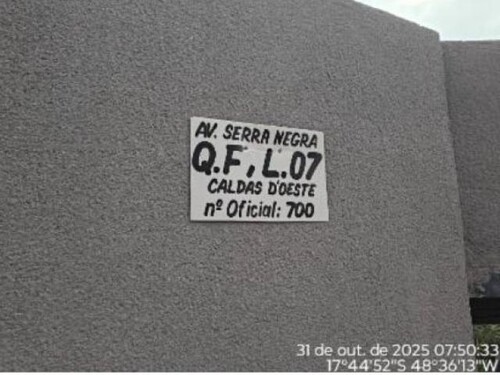 AV. SERRA NEGRA
Q.F, L.07
CALDAS D'OESTE
nº Oficial: 700
31 de out. de 2025 07:50:33
17°44'52"S 48°36'13"W